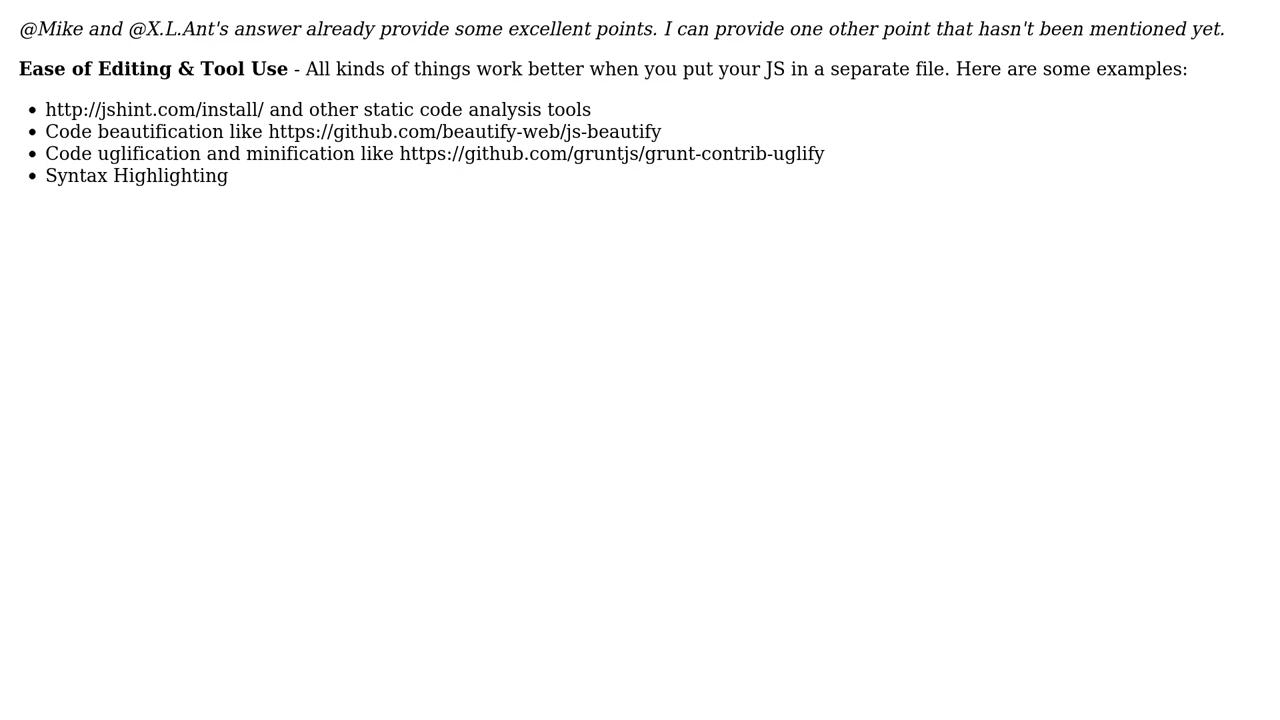 @Mike and @X.L.Ant's answer already provide some excellent points. I can provide one other point that hasn't been mentioned yet.
Ease of Editing & Tool Use - All kinds of things work better when you put your JS in a separate file. Here are some examples:
• http://jshint.com/install/ and other static code analysis tools
• Code beautification like https://github.com/beautify-web/js-beautify
• Code uglification and minification like https://github.com/gruntjs/grunt-contrib-uglify
• Syntax Highlighting